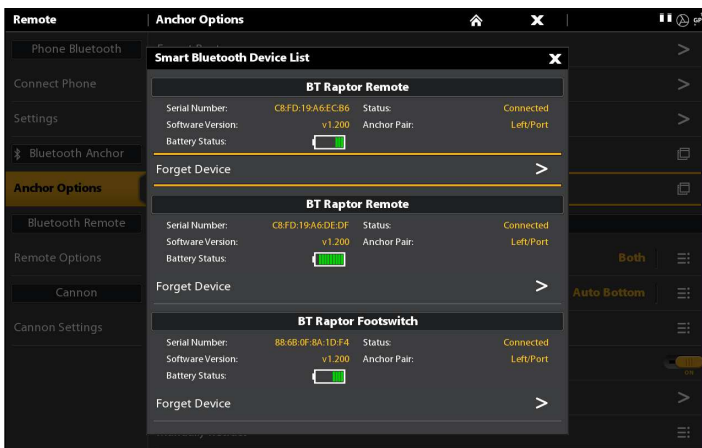 Remote
Anchor Options
GP
Phone Bluetooth
Connect Phone
Settings
Bluetooth Anchor
Anchor Options
Bluetooth Remote
Remote Options
Cannon
Cannon Settings
Smart Bluetooth Device List
BT Raptor Remote
Serial Number: C8:FD:19:A6:EC:B6 Status: Connected
Software Version: v1.200 Anchor Pair: Left/Port
Battery Status:
Forget Device
BT Raptor Remote
Serial Number: C8:FD:19:A6:DE:DF Status: Connected
Software Version: v1.200 Anchor Pair: Left/Port
Battery Status:
Forget Device
BT Raptor Footswitch
Serial Number: 88:6B:0F:8A:1D:F4 Status: Connected
Software Version: v1.200 Anchor Pair: Left/Port
Battery Status:
Forget Device
Both
Auto Bottom
ON